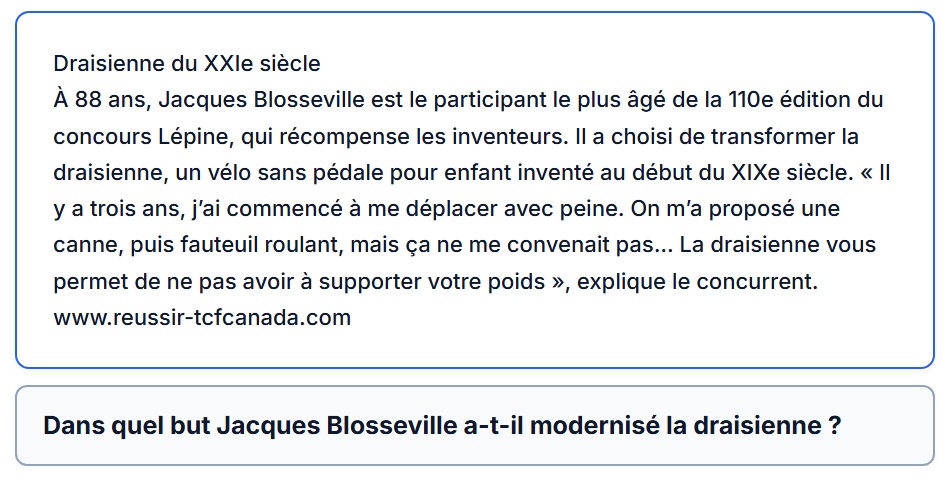 Draisienne du XXIe siècle
À 88 ans, Jacques Blosseville est le participant le plus âgé de la 110e édition du
concours Lépine, qui récompense les inventeurs. Il a choisi de transformer la
draisienne, un vélo sans pédale pour enfant inventé au début du XIXe siècle. « Il
y a trois ans, j’ai commencé à me déplacer avec peine. On m’a proposé une
canne, puis fauteuil roulant, mais ça ne me convenait pas... La draisienne vous
permet de ne pas avoir à supporter votre poids », explique le concurrent.
www.reussir-tcfcanada.com
Dans quel but Jacques Blosseville a-t-il modernisé la draisienne ?